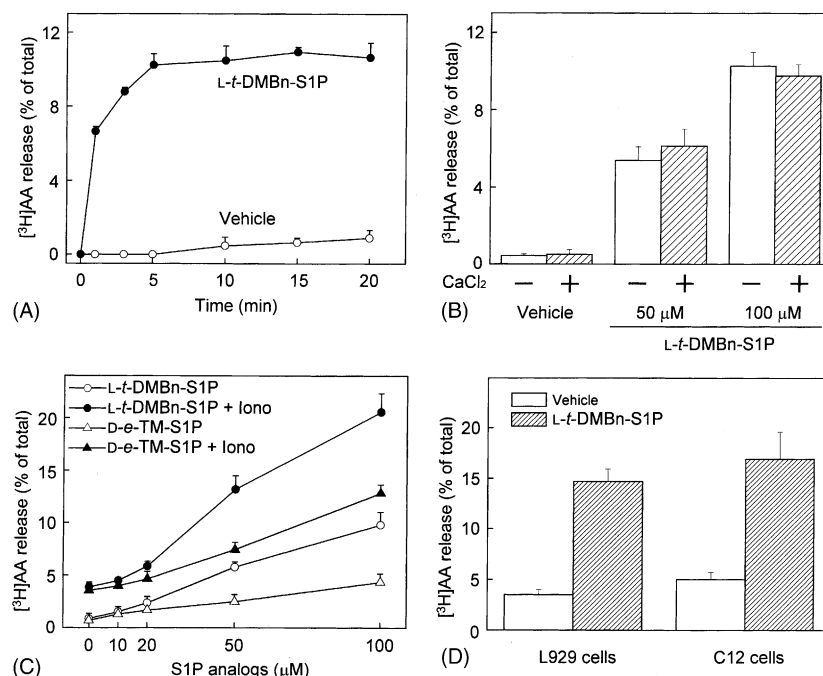 [³H]AA release (% of total)
12
8
4
0
L-t-DMBn-S1P
Vehicle
0
5
10
15
20
Time (min)
(A)
[³H]AA release (% of total)
12
8
4
0
CaCl₂
− + − + − +
Vehicle
50 µM
100 µM
L-t-DMBn-S1P
(B)
[³H]AA release (% of total)
20
15
10
5
0
L-t-DMBn-S1P
L-t-DMBn-S1P + Iono
D-e-TM-S1P
D-e-TM-S1P + Iono
0
10
20
50
100
S1P analogs (µM)
(C)
[³H]AA release (% of total)
20
15
10
5
0
Vehicle
L-t-DMBn-S1P
L929 cells
C12 cells
(D)